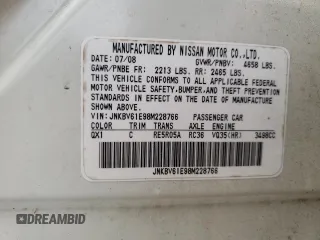 MANUFACTURED BY NISSAN MOTOR CO.,LTD.
DATE: 07/08 GVWR/PNBV: 4658 LBS.
GAWR/PNBE FR: 2213 LBS. RR: 2465 LBS.
THIS VEHICLE CONFORMS TO ALL APPLICABLE FEDERAL
MOTOR VEHICLE SAFETY,BUMPER,AND THEFT PREVENTION
STANDARDS IN EFFECT ON THE DATE OF MANUFACTURE
SHOWN ABOVE.
VIN: JNKBV61E98M228766 PASSENGER CAR
COLOR TRIM TRANS AXLE ENGINE
QX1 C RE5R05A RC38 VQ35(HR) 3498CC
JNKBV61E98M228766
DREAMBID